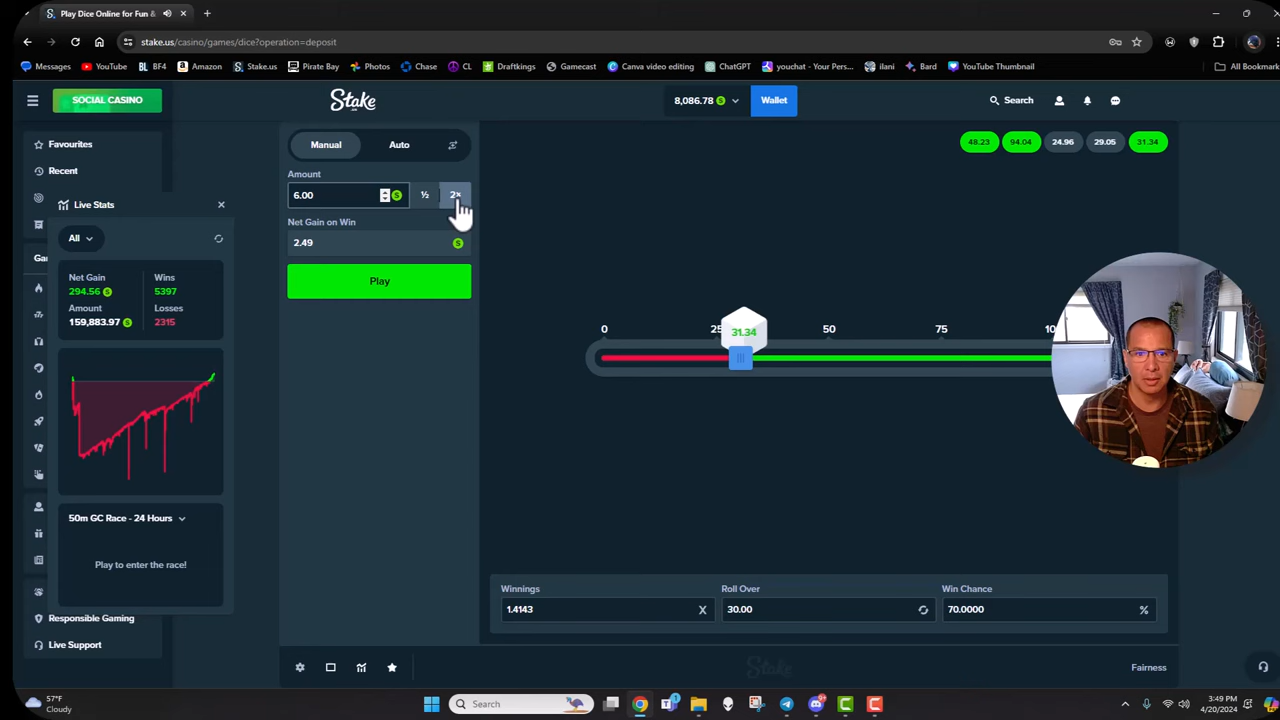 Play Dice Online for Fun &
stake.us/casino/games/dice?operation=deposit
Messages
YouTube
BF4
Amazon
Stake.us
Pirate Bay
Photos
Chase
CL
Draftkings
Gamecast
Canva video editing
ChatGPT
youchat - Your Pers...
ilani
Bard
YouTube Thumbnail
All Bookmark
SOCIAL CASINO
Stake
8,086.78
Wallet
Search
Favourites
Recent
Live Stats
All
Ga
Net Gain
Wins
294.56
5397
Amount
Losses
159,883.97
2315
50m GC Race - 24 Hours
Play to enter the race!
Responsible Gaming
Live Support
Manual
Auto
Amount
6.00
½
2×
Net Gain on Win
2.49
Play
48.23
94.04
24.96
29.05
31.34
0
25
50
75
10
31.34
Winnings
Roll Over
Win Chance
1.4143
X
30.00
70.0000
%
Stake
Fairness
57°F
Cloudy
Search
3:49 PM
4/20/2024